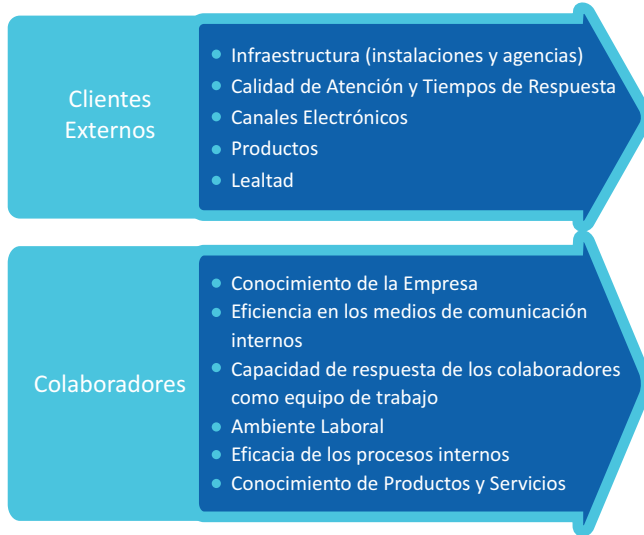 Clientes
Externos
• Infraestructura (instalaciones y agencias)
• Calidad de Atención y Tiempos de Respuesta
• Canales Electrónicos
• Productos
• Lealtad
Colaboradores
• Conocimiento de la Empresa
• Eficiencia en los medios de comunicación
internos
• Capacidad de respuesta de los colaboradores
como equipo de trabajo
• Ambiente Laboral
• Eficacia de los procesos internos
• Conocimiento de Productos y Servicios